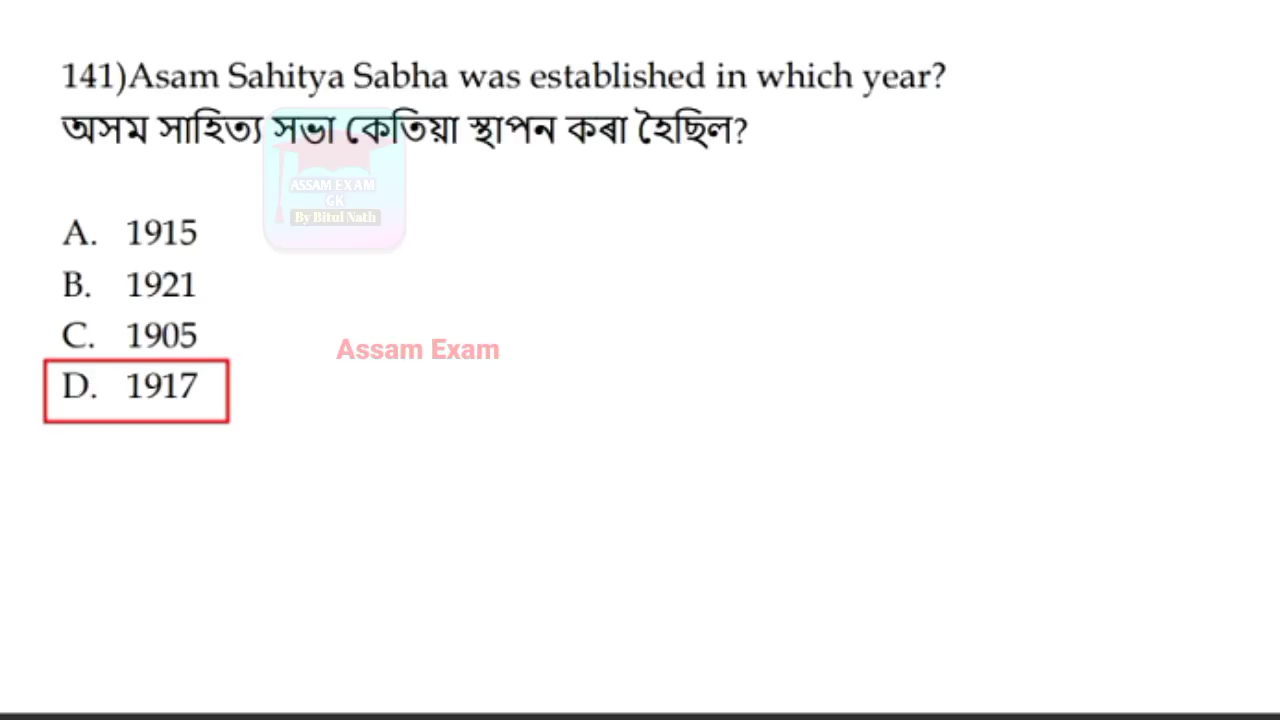 141)Asam Sahitya Sabha was established in which year?
অসম সাহিত্য সভা কেতিয়া স্থাপন কৰা হৈছিল?
ASSAM EXAM
GK
By Bitul Nath
A. 1915
B. 1921
C. 1905
Assam Exam
D. 1917